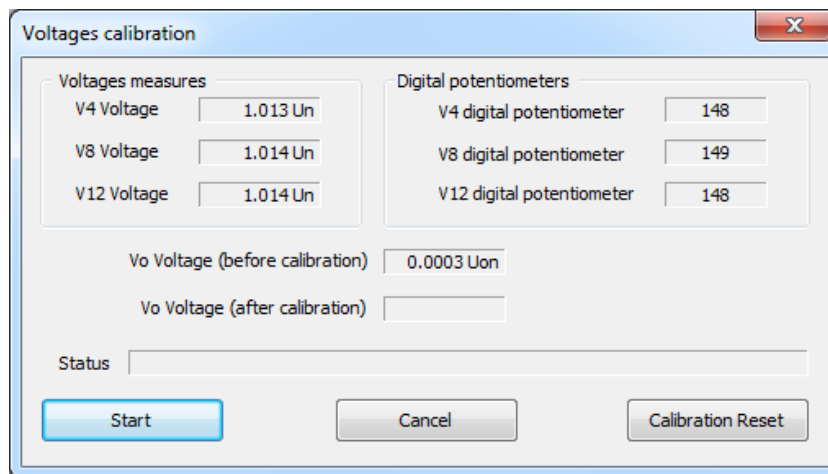 Voltages calibration
Voltages measures
V4 Voltage 1.013 Un
V8 Voltage 1.014 Un
V12 Voltage 1.014 Un
Digital potentiometers
V4 digital potentiometer 148
V8 digital potentiometer 149
V12 digital potentiometer 148
Vo Voltage (before calibration) 0.0003 Uon
Vo Voltage (after calibration)
Status
Start Cancel Calibration Reset